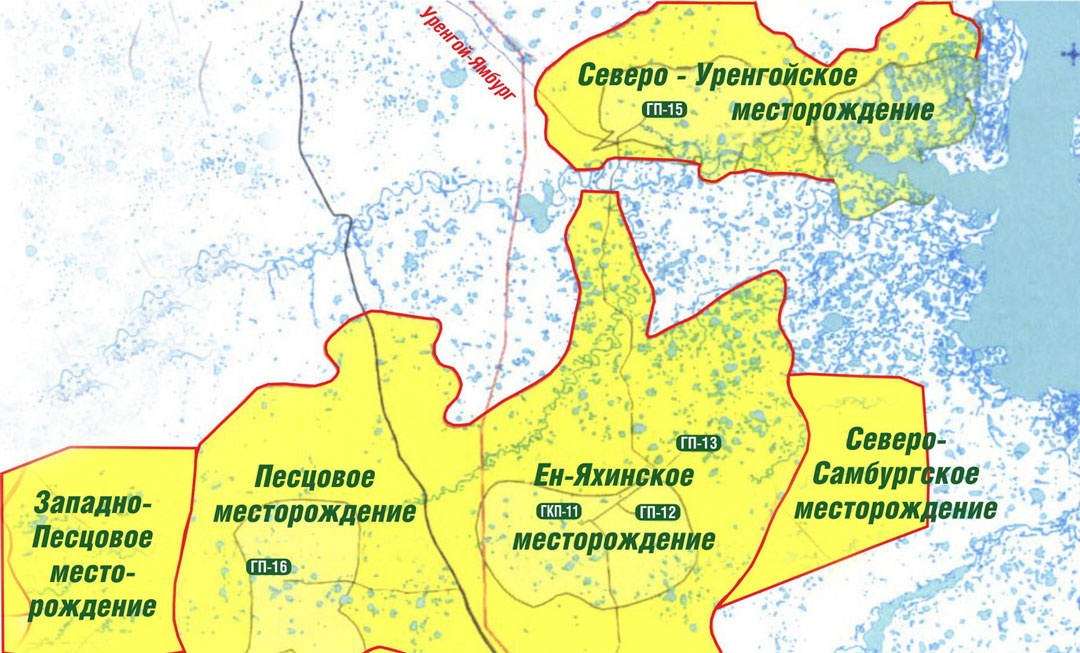 Уренгой-Ямбург
Северо - Уренгойское
месторождение
ГП-15
ГП-13
Северо-
Самбургское
месторождение
Песцовое
месторождение
Ен-Яхинское
ГКП-11
ГП-12
месторождение
Западно-
Песцовое
место-
рождение
ГП-16